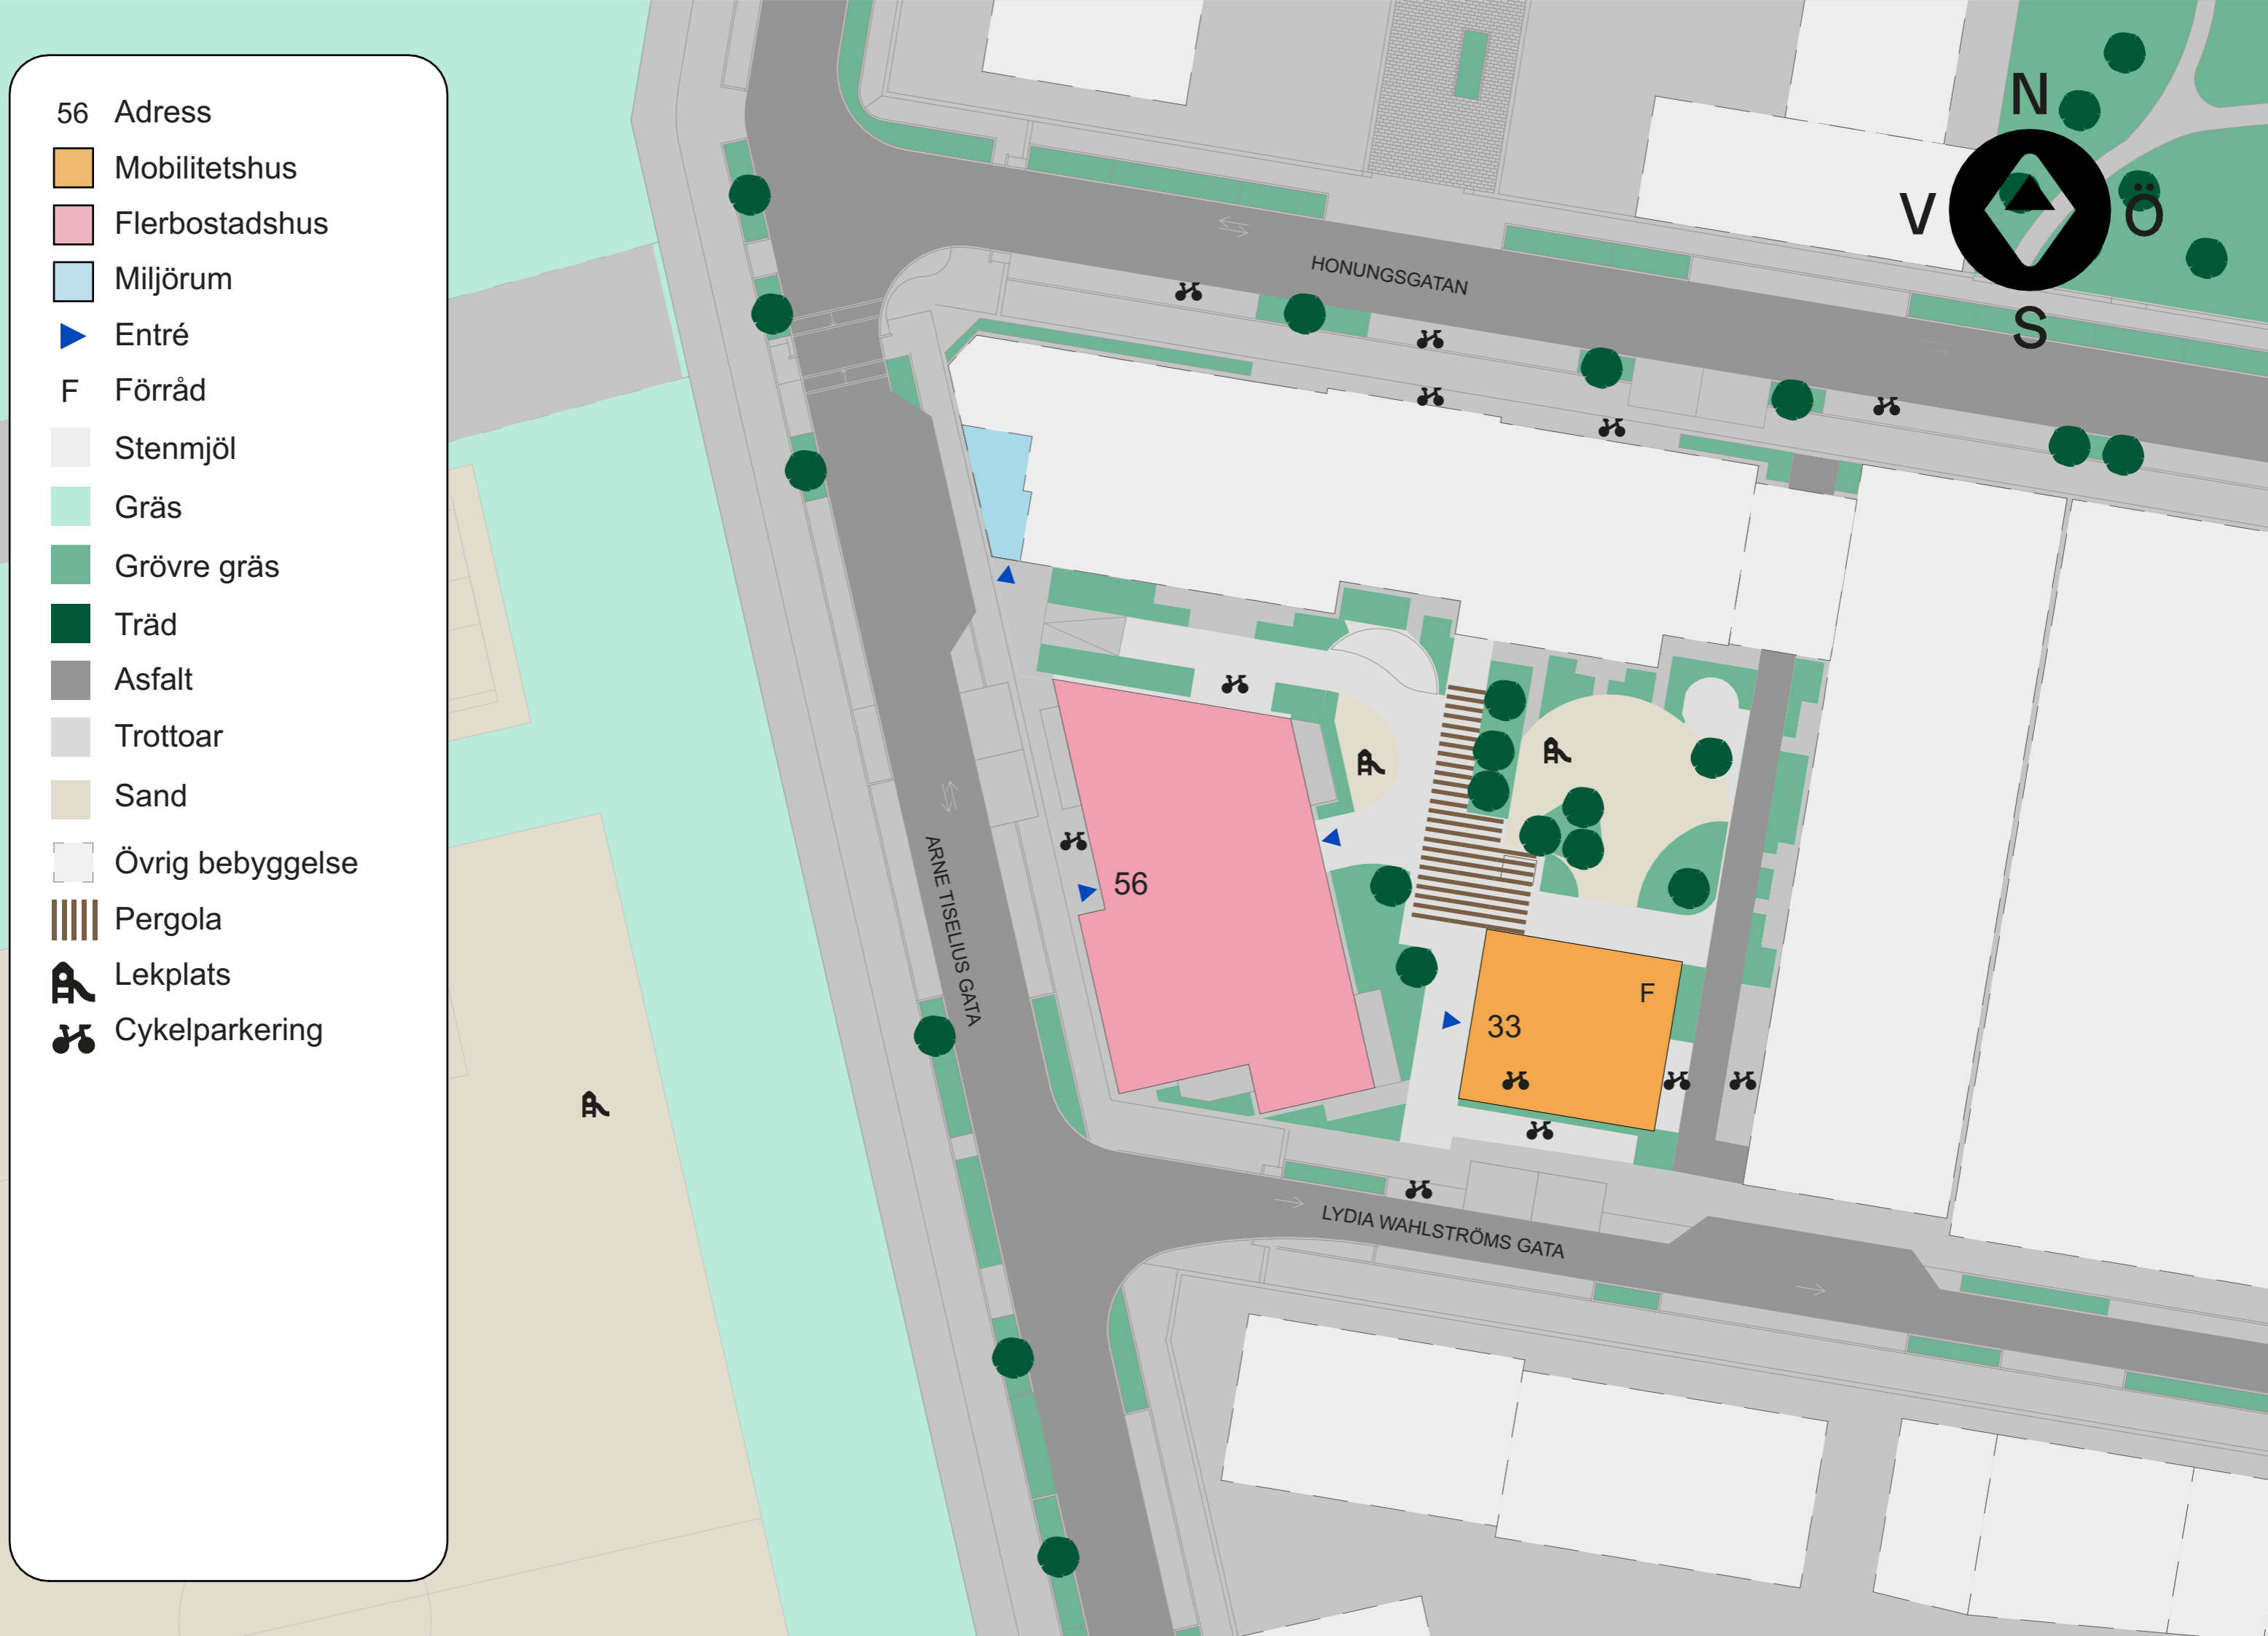 56 Adress
Mobilitetshus
Flerbostadshus
Miljörum
Entré
F Förråd
Stenmjöl
Gräs
Grövre gräs
Träd
Asfalt
Trottoar
Sand
Övrig bebyggelse
Pergola
Lekplats
Cykelparkering
N
V
Ö
S
HONUNGSGATAN
ARNE TISELIUS GATA
56
F
33
LYDIA WAHLSTRÖMS GATA